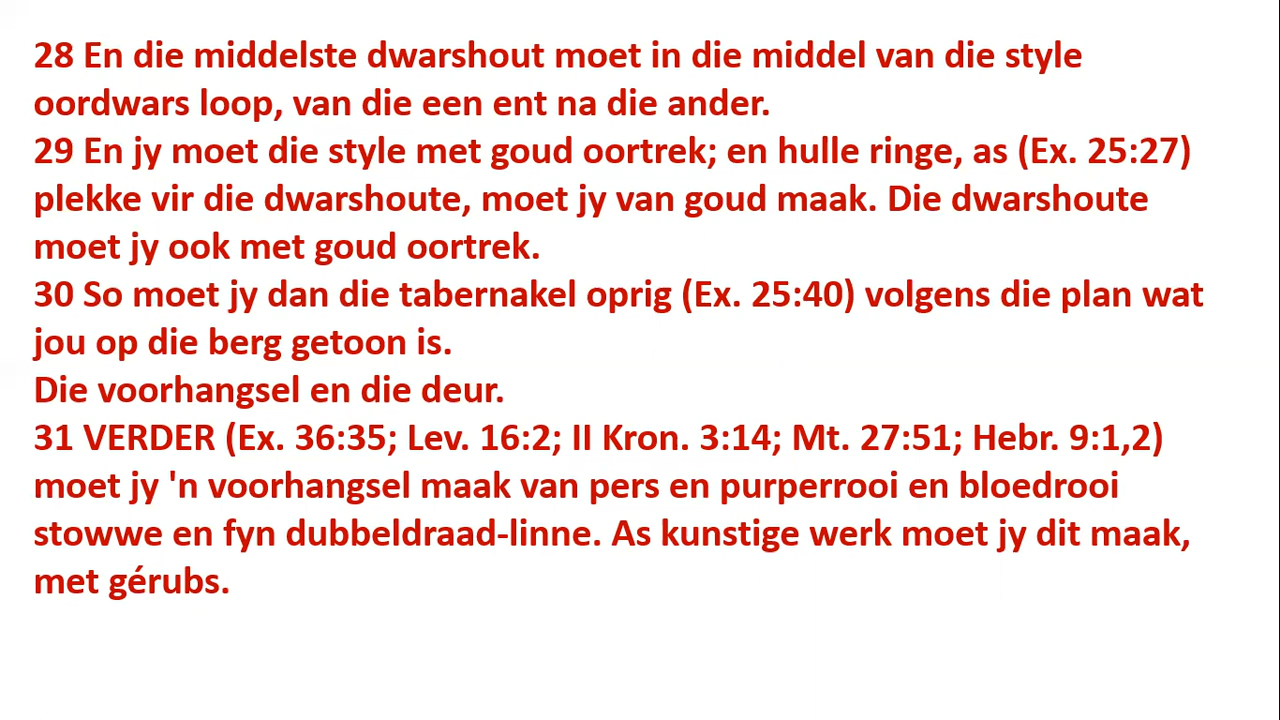 28 En die middelste dwarshout moet in die middel van die style
oordwars loop, van die een ent na die ander.
29 En jy moet die style met goud oortrek; en hulle ringe, as (Ex. 25:27)
plekke vir die dwarshoute, moet jy van goud maak. Die dwarshoute
moet jy ook met goud oortrek.
30 So moet jy dan die tabernakel oprig (Ex. 25:40) volgens die plan wat
jou op die berg getoon is.
Die voorhangsel en die deur.
31 VERDER (Ex. 36:35; Lev. 16:2; II Kron. 3:14; Mt. 27:51; Hebr. 9:1,2)
moet jy 'n voorhangsel maak van pers en purperrooi en bloedrooi
stowwe en fyn dubbeldraad-linne. As kunstige werk moet jy dit maak,
met gérubs.